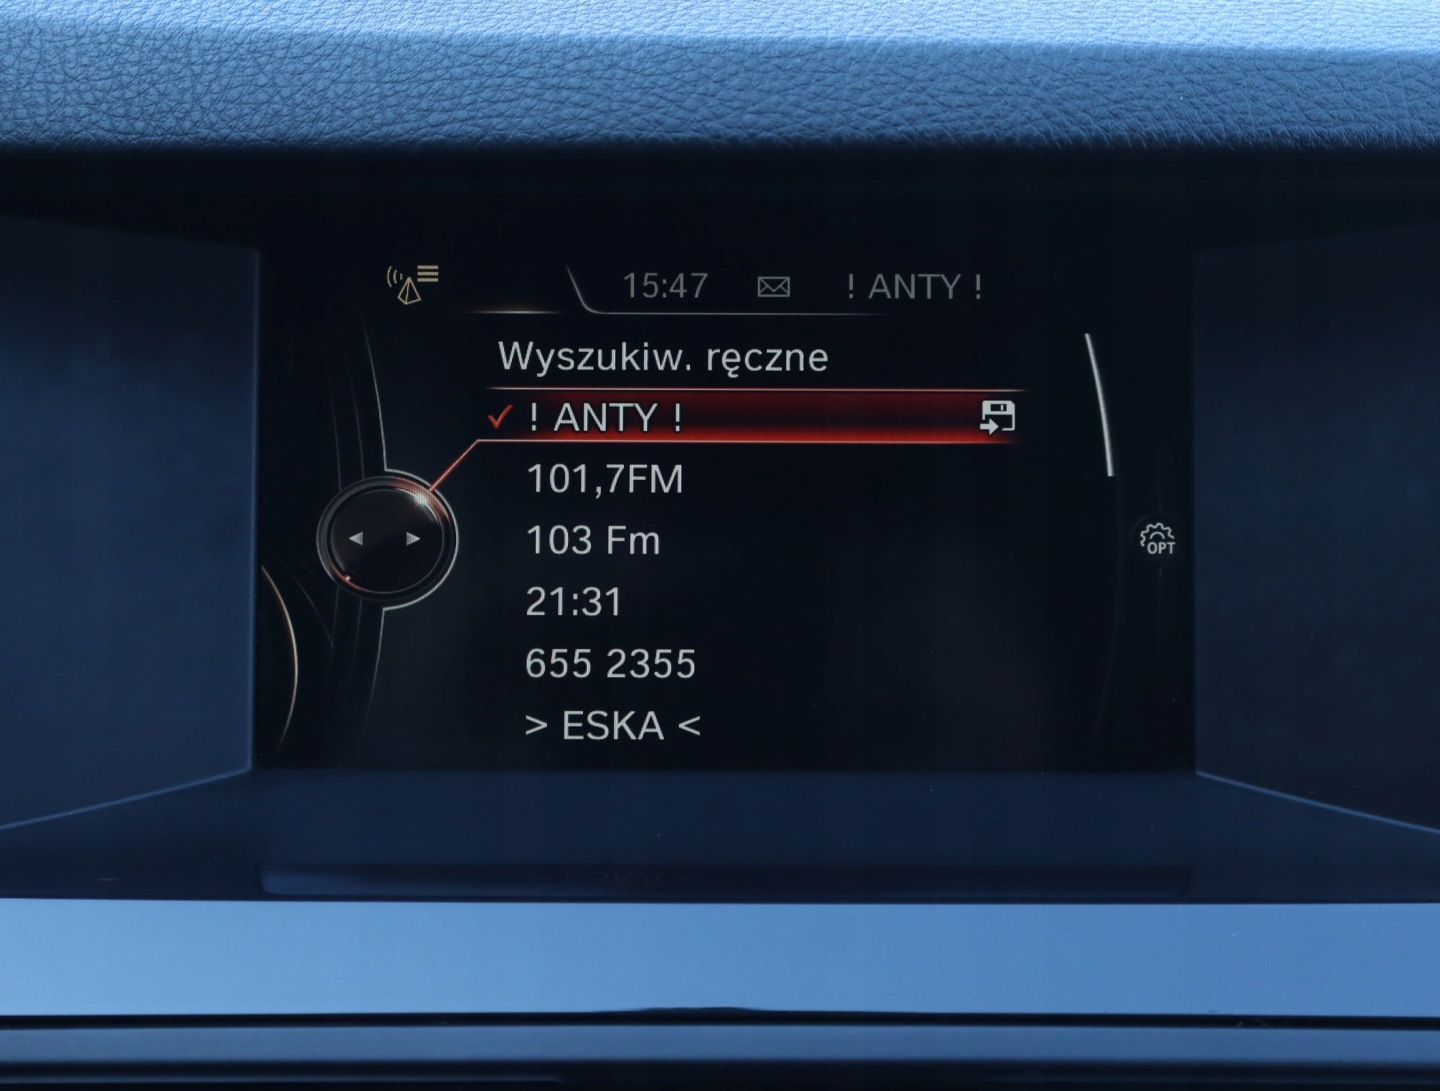 15:47 ! ANTY !
Wyszukiw. ręczne
! ANTY !
101,7FM
103 Fm
21:31
655 2355
> ESKA <
OPT